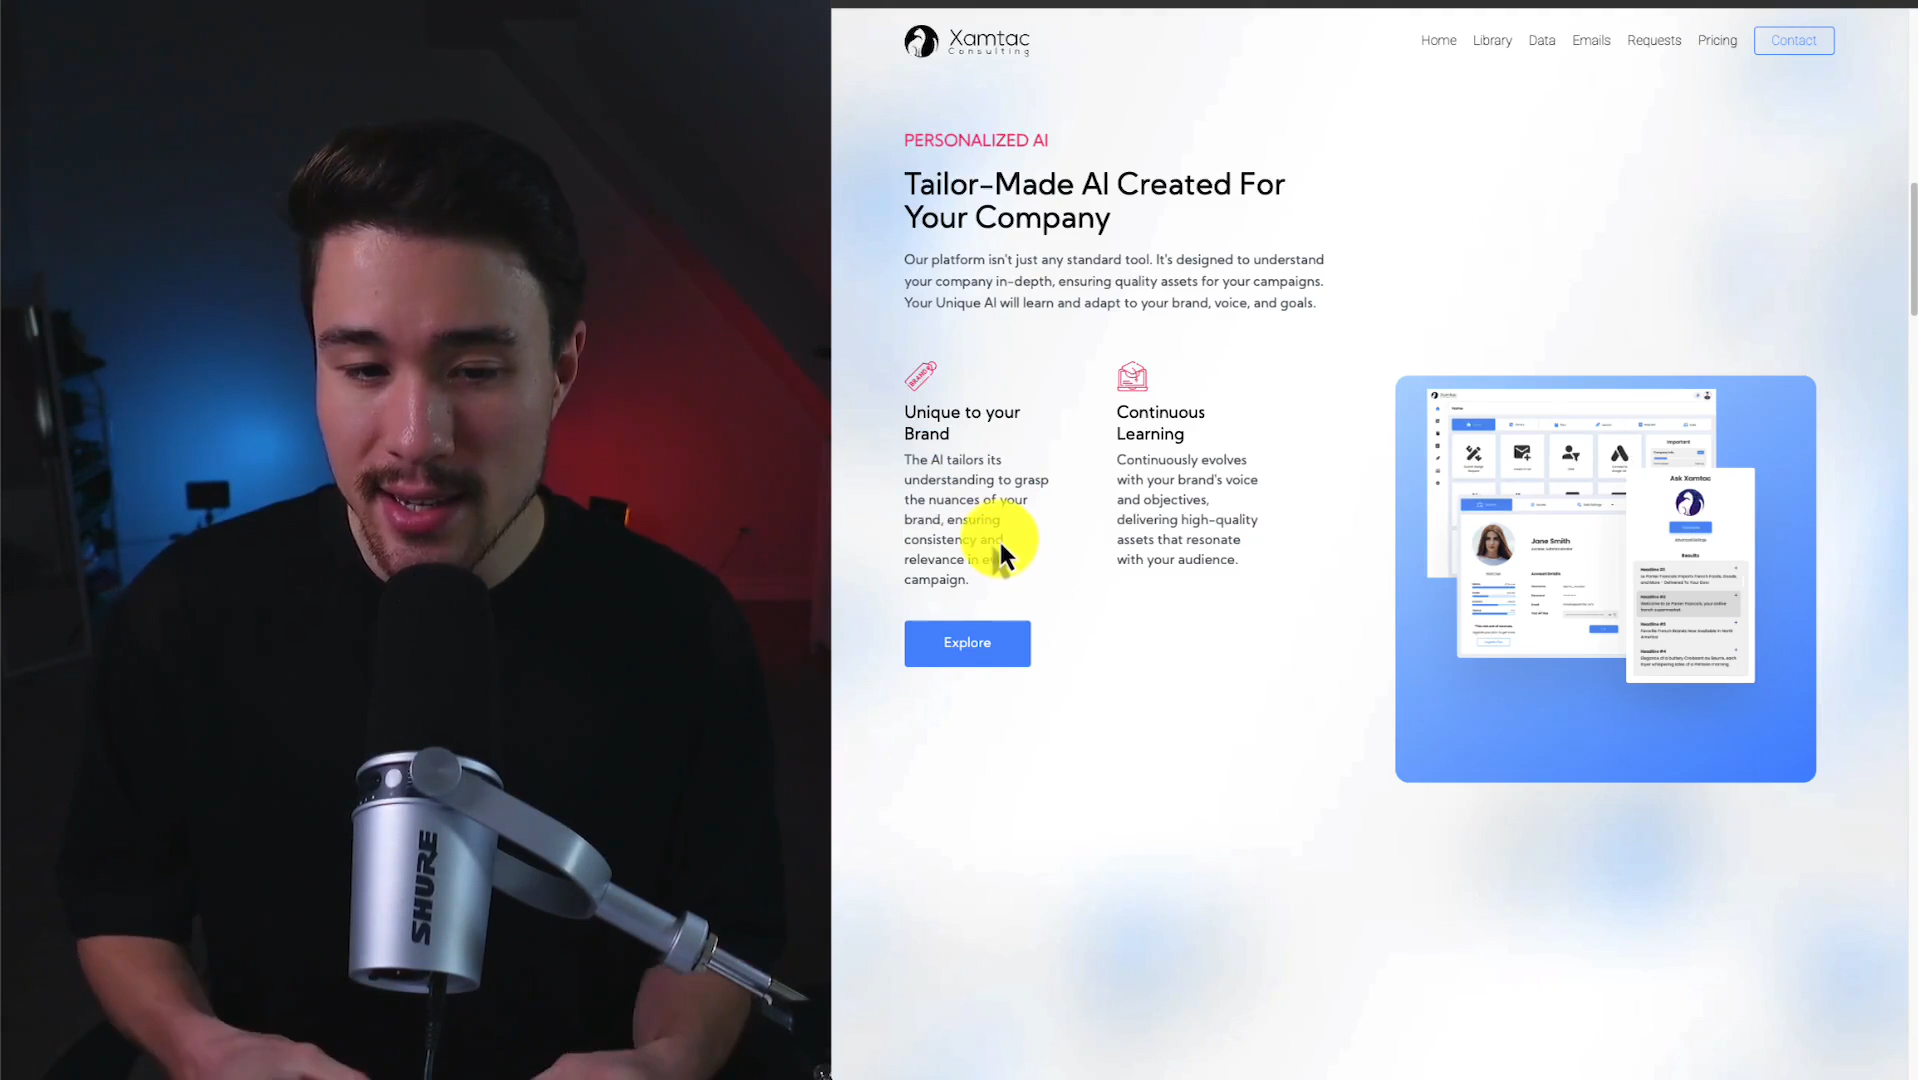 Xamtac
Consulting
Home Library Data Emails Requests Pricing Contact
PERSONALIZED AI
Tailor-Made AI Created For
Your Company
Our platform isn't just any standard tool. It's designed to understand
your company in-depth, ensuring quality assets for your campaigns.
Your Unique AI will learn and adapt to your brand, voice, and goals.
BRAND
Unique to your
Brand
The AI tailors its
understanding to grasp
the nuances of your
brand, ensuring
consistency and
relevance in
campaign.
Continuous
Learning
Continuously evolves
with your brand's voice
and objectives,
delivering high-quality
assets that resonate
with your audience.
Explore
Important
Ask Xamtac
Results
Jane Smith
Headline #4
SHURE